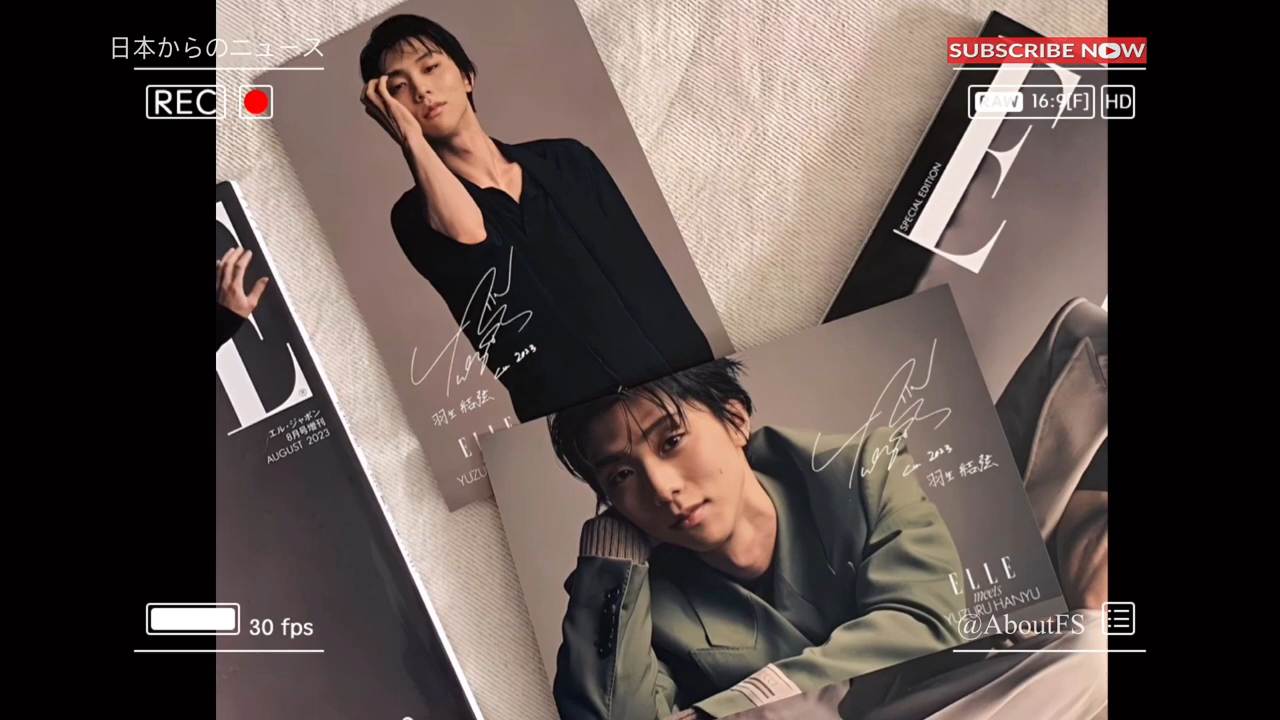 日本からのニュース
SUBSCRIBE NOW
REC
RAW
16:9[F]
HD
E
SPECIAL EDITION
E
L
エル・ジャポン
8月号増刊
AUGUST 2023
2023
羽生 結弦
ELLE
YUZU
2023
羽生 結弦
ELLE
meets
YUZURU HANYU
@AboutFS
30 fps